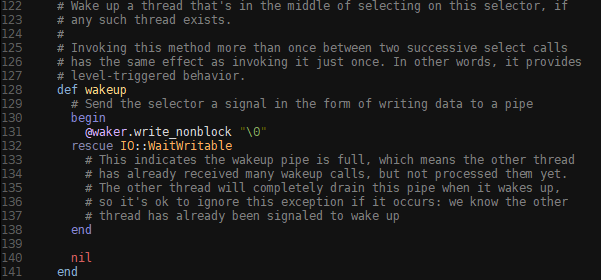 122 # Wake up a thread that's in the middle of selecting on this selector, if
123 # any such thread exists.
124 #
125 # Invoking this method more than once between two successive select calls
126 # has the same effect as invoking it just once. In other words, it provides
127 # level-triggered behavior.
128 def wakeup
129 # Send the selector a signal in the form of writing data to a pipe
130 begin
131 @waker.write_nonblock "\0"
132 rescue IO::WaitWritable
133 # This indicates the wakeup pipe is full, which means the other thread
134 # has already received many wakeup calls, but not processed them yet.
135 # The other thread will completely drain this pipe when it wakes up,
136 # so it's ok to ignore this exception if it occurs: we know the other
137 # thread has already been signaled to wake up
138 end
139
140 nil
141 end